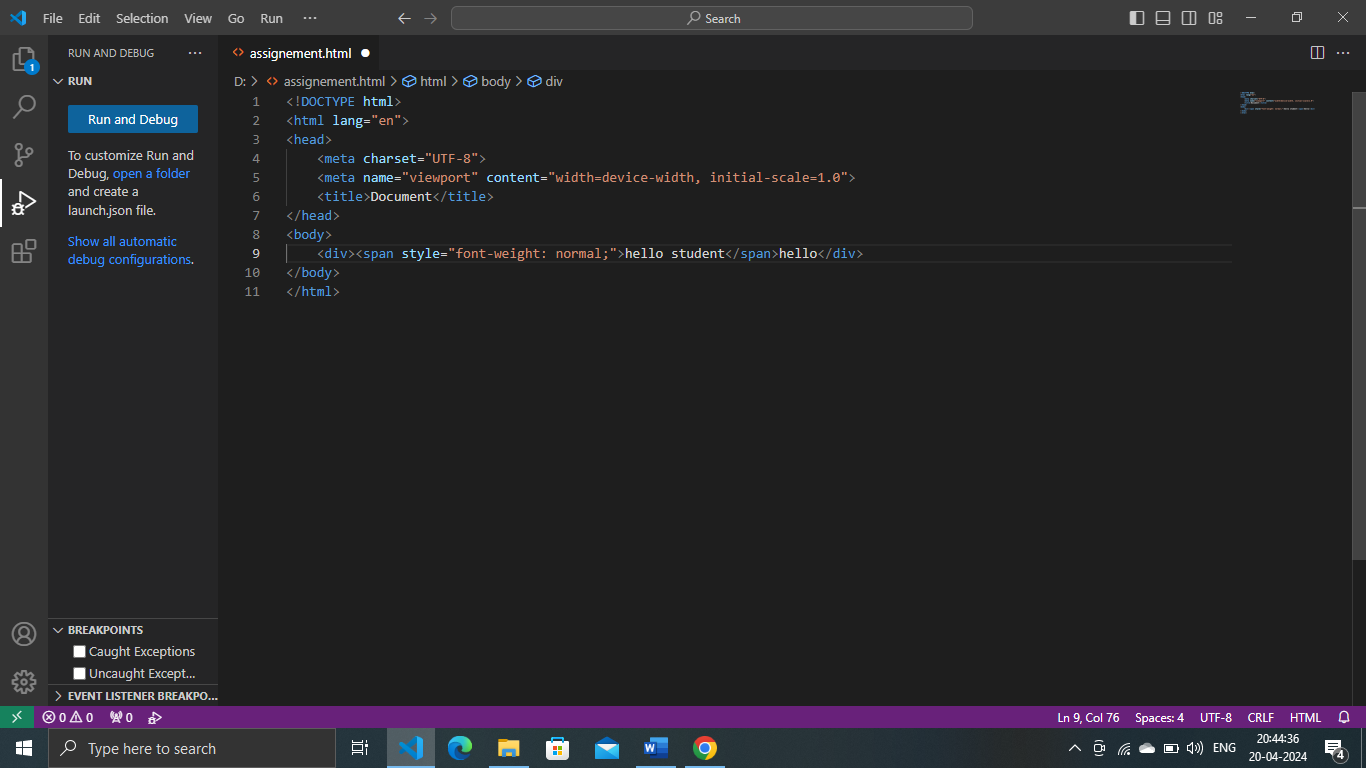 File Edit Selection View Go Run ··· Search
RUN AND DEBUG ···
assignement.html
RUN
Run and Debug
To customize Run and
Debug, open a folder
and create a
launch.json file.
Show all automatic
debug configurations.
D: > assignement.html > html > body > div
1 <!DOCTYPE html>
2 <html lang="en">
3 <head>
4 <meta charset="UTF-8">
5 <meta name="viewport" content="width=device-width, initial-scale=1.0">
6 <title>Document</title>
7 </head>
8 <body>
9 <div><span style="font-weight: normal;">hello student</span>hello</div>
10 </body>
11 </html>
1
BREAKPOINTS
Caught Exceptions
Uncaught Except...
EVENT LISTENER BREAKPO...
0 0 0 Ln 9, Col 76 Spaces: 4 UTF-8 CRLF HTML
Type here to search
ENG
20:44:36
20-04-2024
4